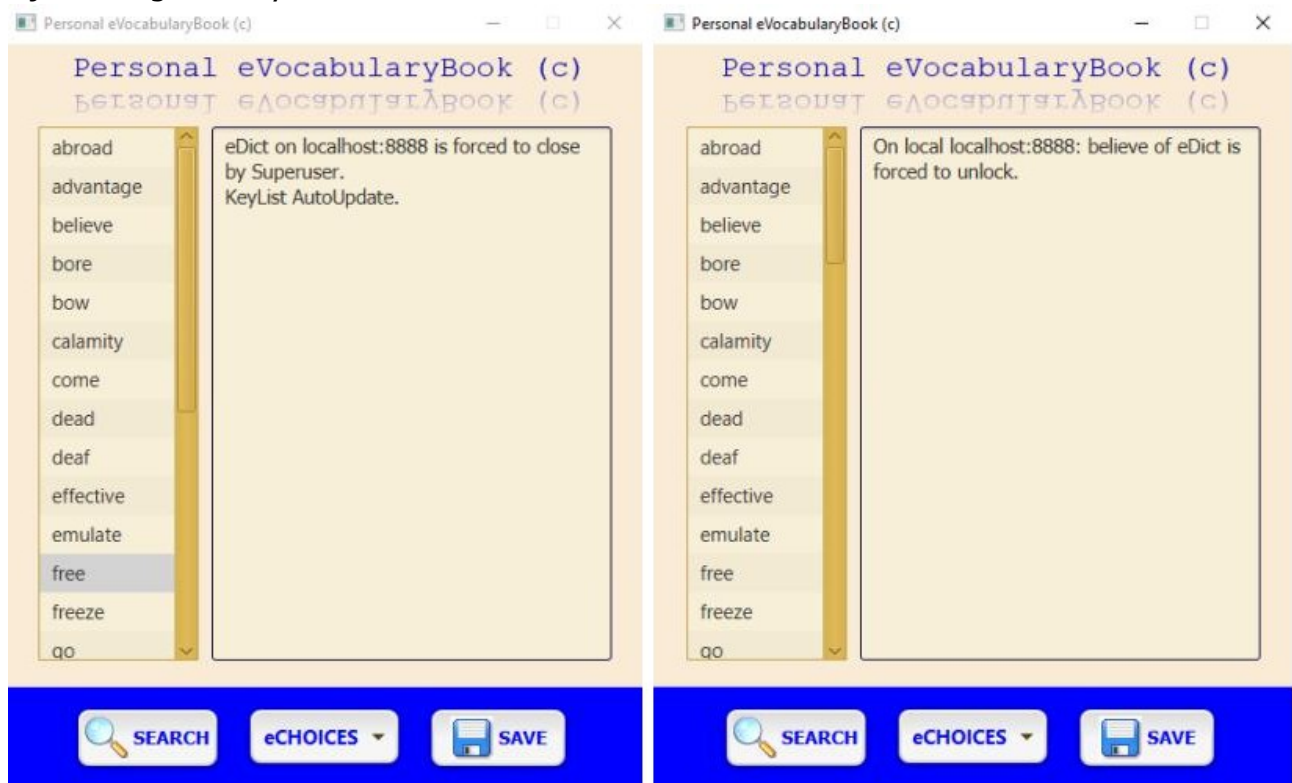 Personal eVocabularyBook (c)
Personal eVocabularyBook (c)
Personal eVocabularyBook (c)
abroad
advantage
believe
bore
bow
calamity
come
dead
deaf
effective
emulate
free
freeze
go
eDict on localhost:8888 is forced to close
by Superuser.
KeyList AutoUpdate.
SEARCH
eCHOICES
SAVE
Personal eVocabularyBook (c)
Personal eVocabularyBook (c)
Personal eVocabularyBook (c)
abroad
advantage
believe
bore
bow
calamity
come
dead
deaf
effective
emulate
free
freeze
go
On local localhost:8888: believe of eDict is
forced to unlock.
SEARCH
eCHOICES
SAVE